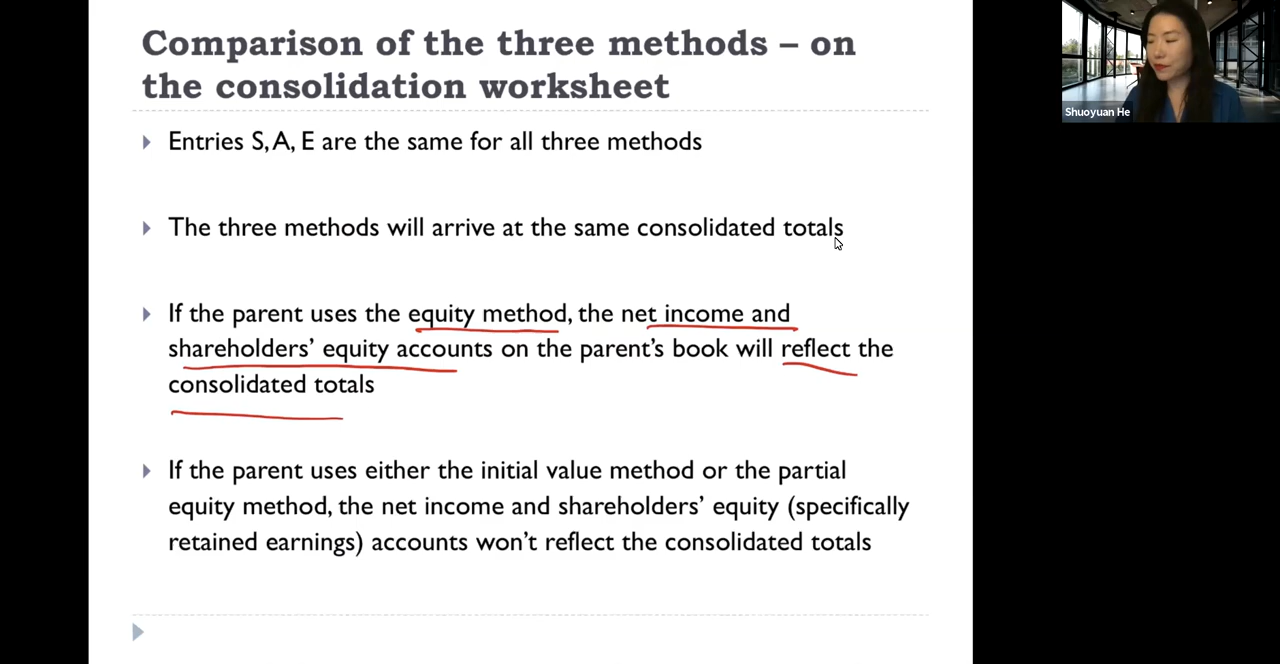 Comparison of the three methods – on
the consolidation worksheet
Entries S, A, E are the same for all three methods
The three methods will arrive at the same consolidated totals
If the parent uses the equity method, the net income and
shareholders’ equity accounts on the parent’s book will reflect the
consolidated totals
If the parent uses either the initial value method or the partial
equity method, the net income and shareholders’ equity (specifically
retained earnings) accounts won’t reflect the consolidated totals
Shuoyuan He